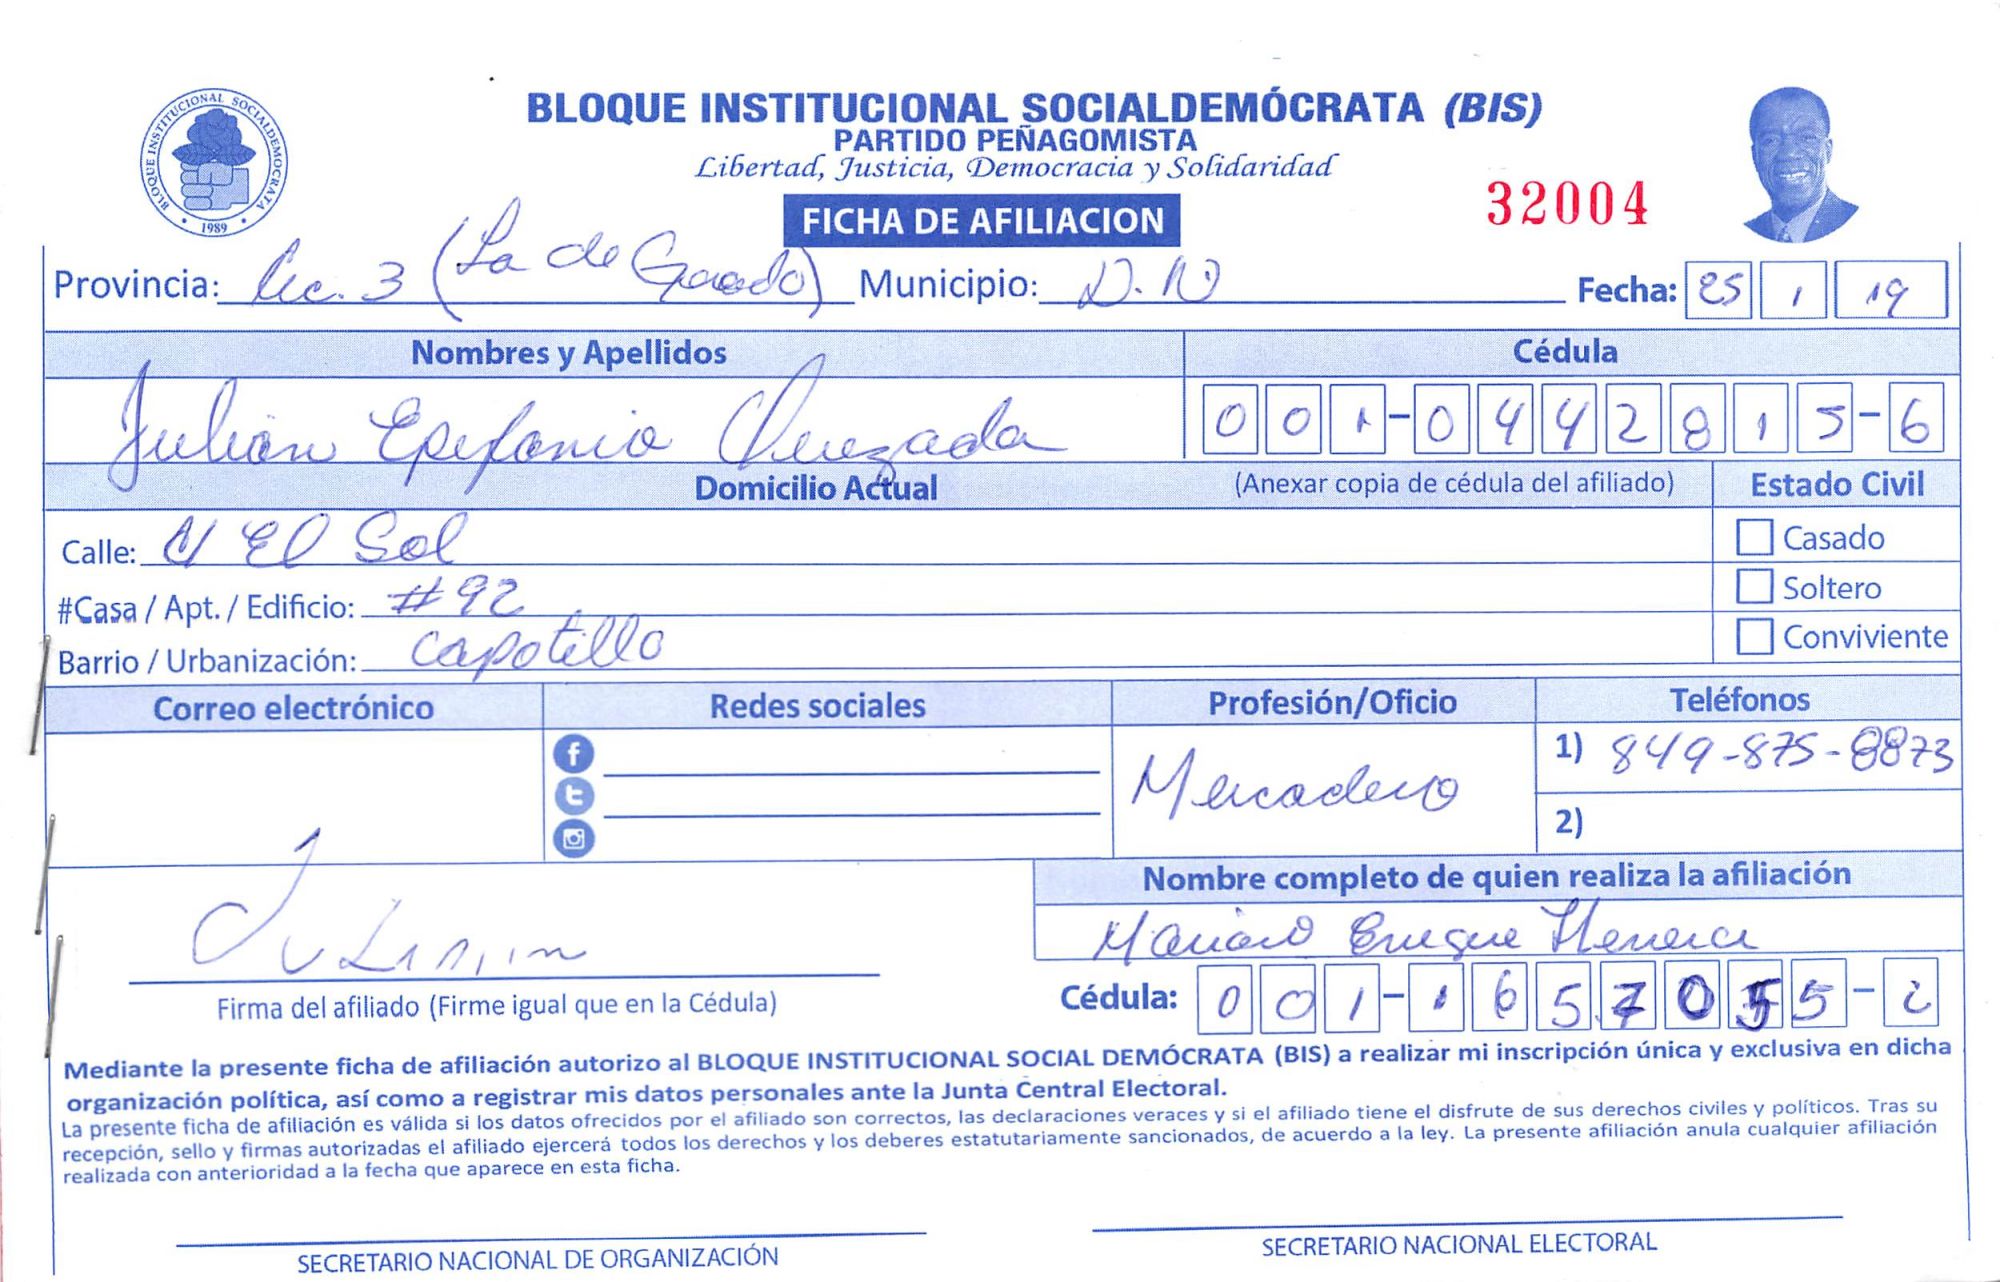 BLOQUE INSTITUCIONAL SOCIALDEMÓCRATA (BIS)
PARTIDO PEÑAGOMISTA
Libertad, Justicia, Democracia y Solidaridad
BLOQUE INSTITUCIONAL SOCIALDEMOCRATA
1989
32004
FICHA DE AFILIACION
Provincia: 3 (La de Municipio: D.N Fecha: 25 1 19
Nombres y Apellidos Cédula
Julián Epifanio 001-0442815-6
Domicilio Actual (Anexar copia de cédula del afiliado) Estado Civil
Calle: C/ El Sol Casado
#Casa / Apt. / Edificio: #92 Soltero
Barrio / Urbanización: Capotillo Conviviente
Correo electrónico Redes sociales Profesión/Oficio Teléfonos
Mercadero 1) 849-875-8873
2)
Nombre completo de quien realiza la afiliación
Mariano Enrique Herrera
Firma del afiliado (Firme igual que en la Cédula) Cédula: 001-1657055-2
Mediante la presente ficha de afiliación autorizo al BLOQUE INSTITUCIONAL SOCIAL DEMÓCRATA (BIS) a realizar mi inscripción única y exclusiva en dicha
organización política, así como a registrar mis datos personales ante la Junta Central Electoral.
La presente ficha de afiliación es válida si los datos ofrecidos por el afiliado son correctos, las declaraciones veraces y si el afiliado tiene el disfrute de sus derechos civiles y políticos. Tras su
recepción, sello y firmas autorizadas el afiliado ejercerá todos los derechos y los deberes estatutariamente sancionados, de acuerdo a la ley. La presente afiliación anula cualquier afiliación
realizada con anterioridad a la fecha que aparece en esta ficha.
SECRETARIO NACIONAL DE ORGANIZACIÓN SECRETARIO NACIONAL ELECTORAL